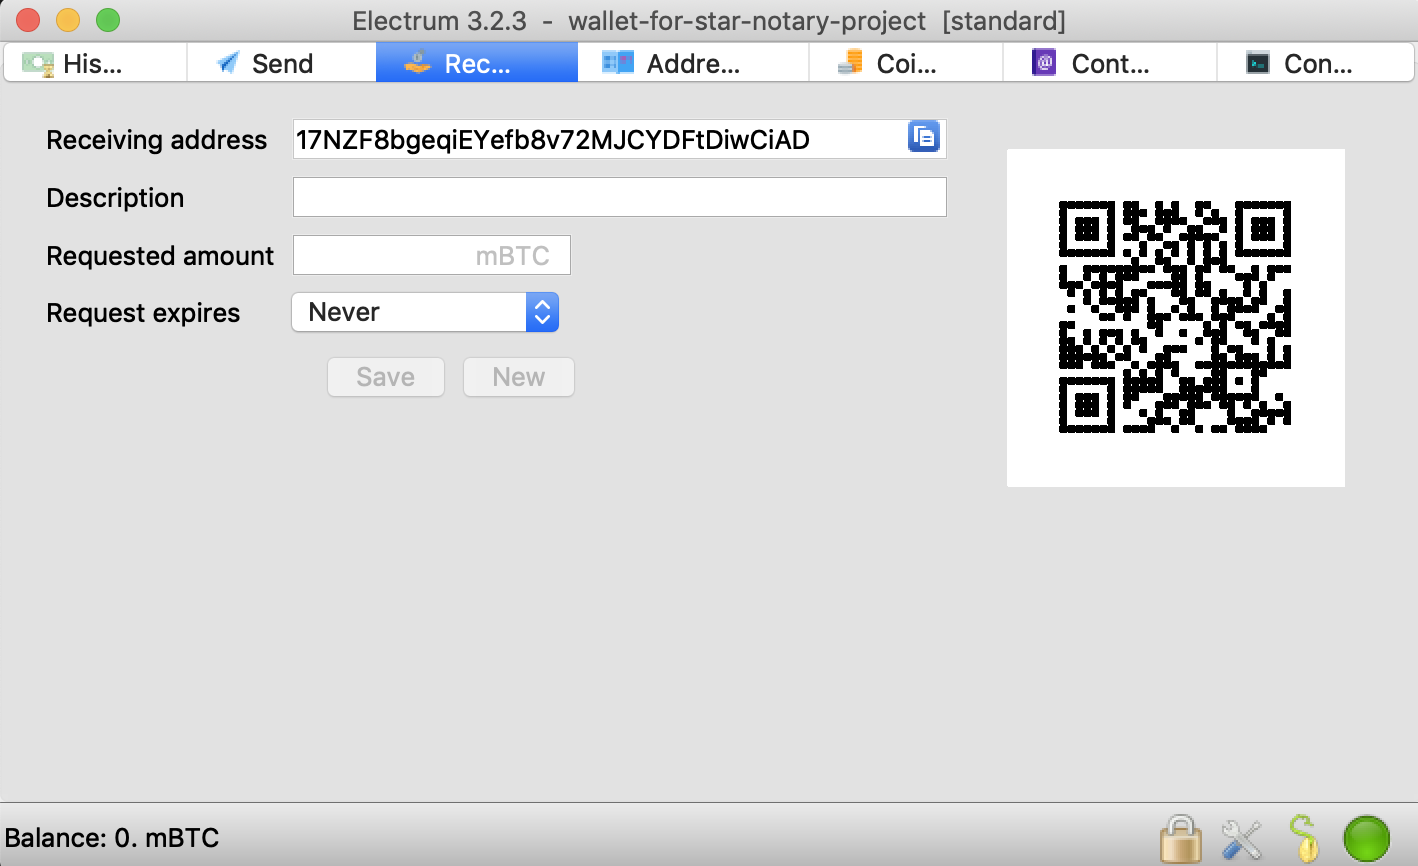 Electrum 3.2.3 - wallet-for-star-notary-project [standard]
His... Send Rec... Addre... Coi... Cont... Con...
Receiving address 17NZF8bgeqiEYefb8v72MJCYDFtDiwCiAD
Description
Requested amount mBTC
Request expires Never
Save New
Balance: 0. mBTC